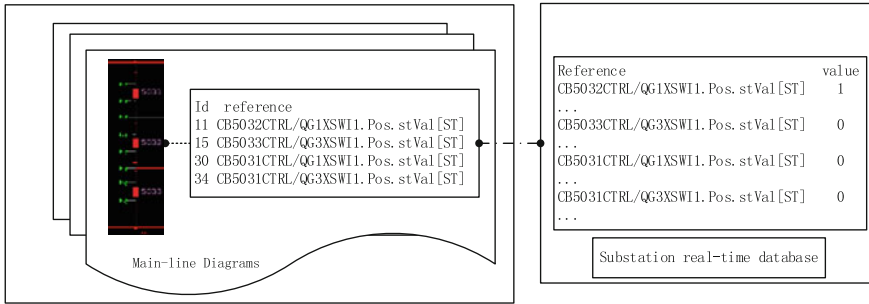 5031
5032
5033
Id reference
11 CB5032CTRL/QG1XSWI1.Pos.stVal[ST]
15 CB5033CTRL/QG3XSWI1.Pos.stVal[ST]
30 CB5031CTRL/QG1XSWI1.Pos.stVal[ST]
34 CB5031CTRL/QG3XSWI1.Pos.stVal[ST]
Main-line Diagrams
Reference value
CB5032CTRL/QG1XSWI1.Pos.stVal[ST] 1
...
CB5033CTRL/QG3XSWI1.Pos.stVal[ST] 0
...
CB5031CTRL/QG1XSWI1.Pos.stVal[ST] 0
...
CB5031CTRL/QG3XSWI1.Pos.stVal[ST] 0
...
Substation real-time database